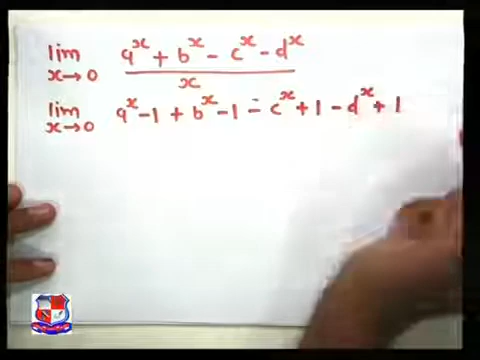 lim a^x + b^x - c^x - d^x
x→0 x
lim a^x - 1 + b^x - 1 - c^x + 1 - d^x + 1
x→0